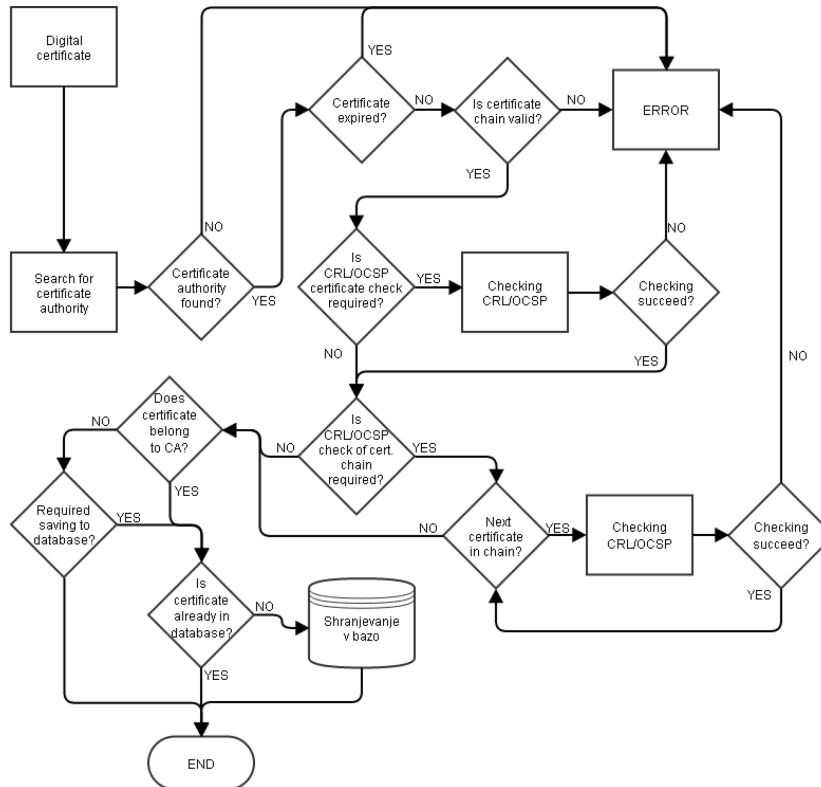 Digital
certificate
Search for
certificate
authority
Certificate
authority
found?
NO
YES
Certificate
expired?
YES
NO
Is certificate
chain valid?
NO
YES
ERROR
Is
CRL/OCSP
certificate check
required?
YES
NO
Checking
CRL/OCSP
Checking
succeed?
NO
YES
Is
CRL/OCSP
check of cert.
chain
required?
NO
YES
Next
certificate
in chain?
NO
YES
Checking
CRL/OCSP
Checking
succeed?
NO
YES
Does
certificate
belong
to CA?
NO
YES
Required
saving to
database?
YES
Is
certificate
already in
database?
NO
YES
Shranjevanje
v bazo
END